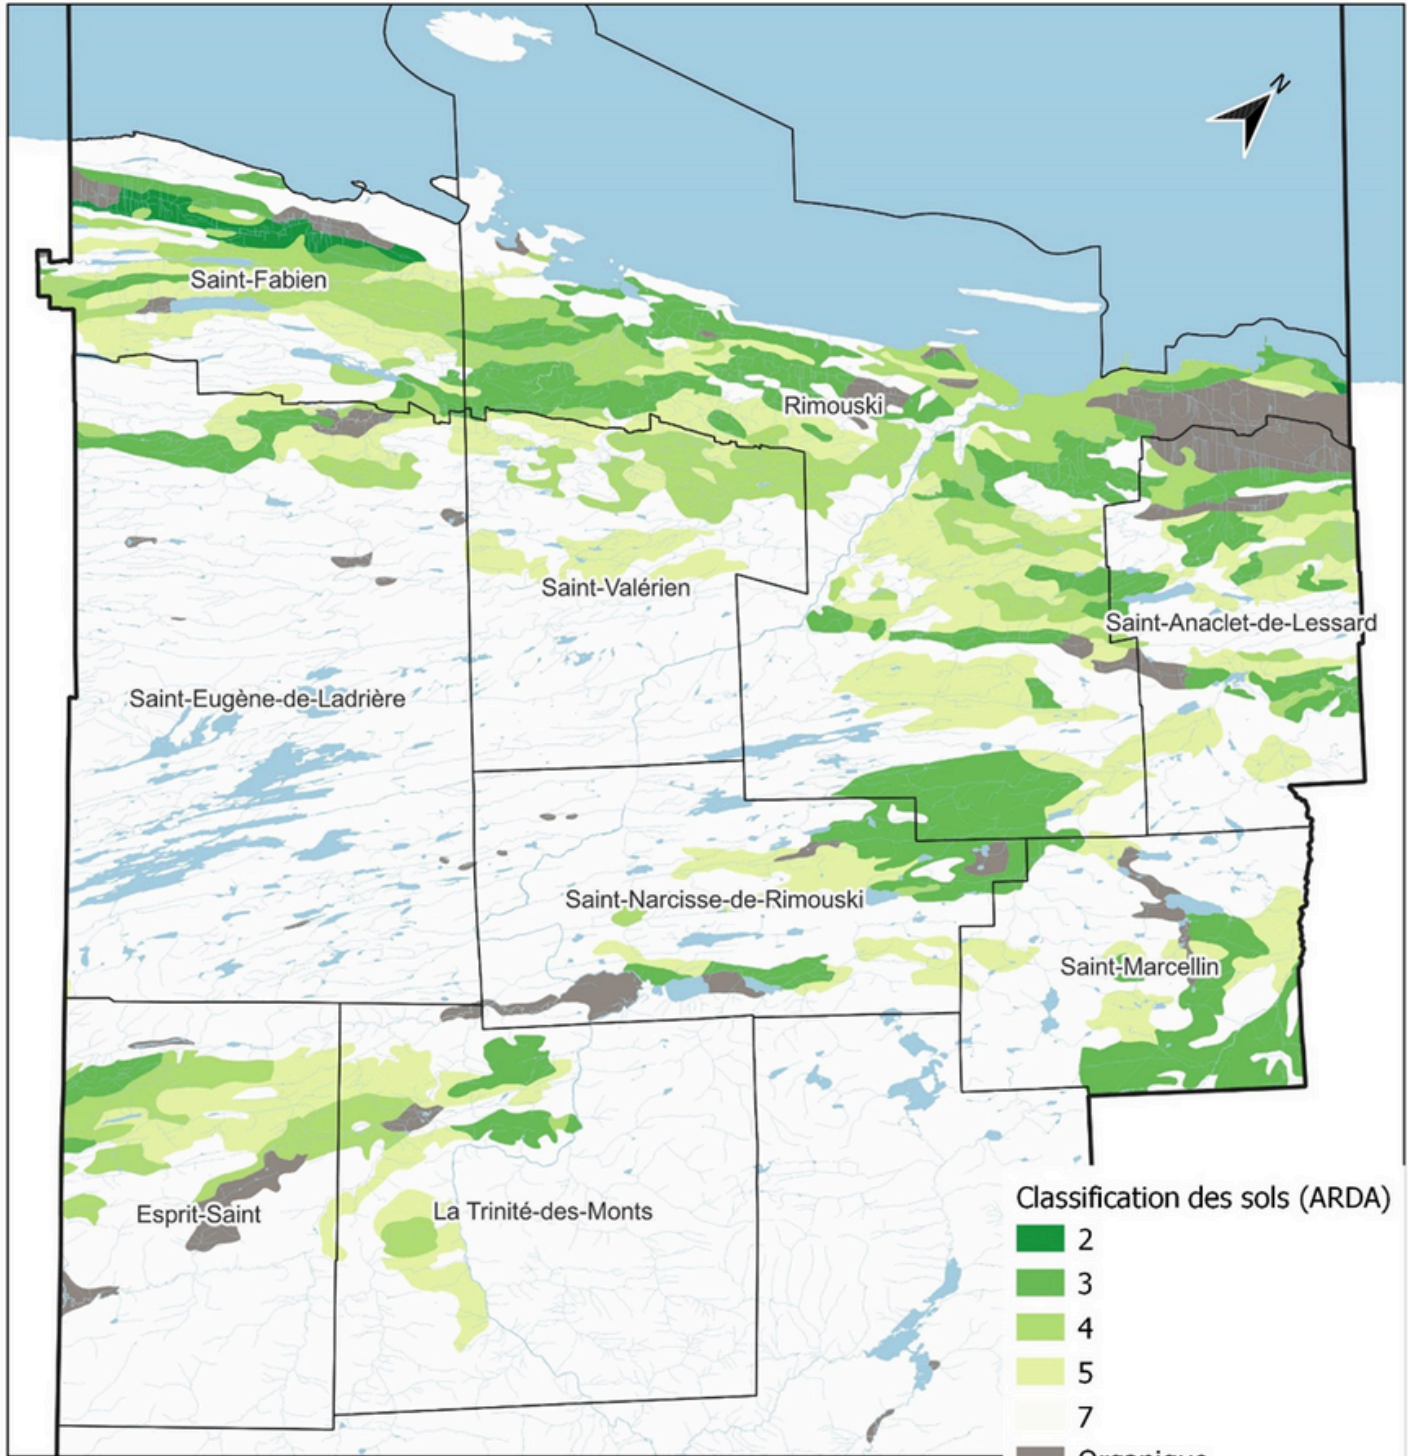 N
Saint-Fabien
Rimouski
Saint-Valérien
Saint-Anaclet-de-Lessard
Saint-Eugène-de-Ladrière
Saint-Narcisse-de-Rimouski
Saint-Marcellin
Esprit-Saint
La Trinité-des-Monts
Classification des sols (ARDA)
2
3
4
5
7
Organique